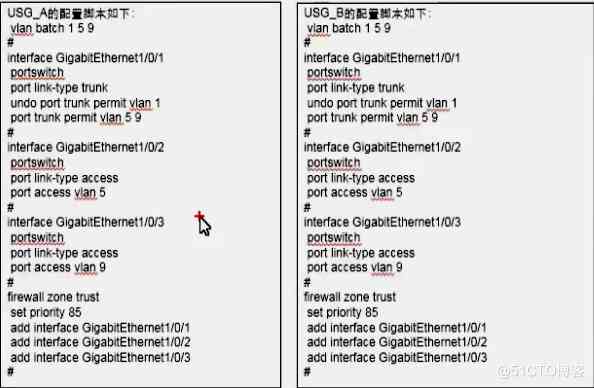 USG_A的配置脚本如下：
vlan batch 1 5 9
#
interface GigabitEthernet1/0/1
portswitch
port link-type trunk
undo port trunk permit vlan 1
port trunk permit vlan 5 9
#
interface GigabitEthernet1/0/2
portswitch
port link-type access
port access vlan 5
#
interface GigabitEthernet1/0/3
portswitch
port link-type access
port access vlan 9
#
firewall zone trust
set priority 85
add interface GigabitEthernet1/0/1
add interface GigabitEthernet1/0/2
add interface GigabitEthernet1/0/3
#
USG_B的配置脚本如下：
vlan batch 1 5 9
#
interface GigabitEthernet1/0/1
portswitch
port link-type trunk
undo port trunk permit vlan 1
port trunk permit vlan 5 9
#
interface GigabitEthernet1/0/2
portswitch
port link-type access
port access vlan 5
#
interface GigabitEthernet1/0/3
portswitch
port link-type access
port access vlan 9
#
firewall zone trust
set priority 85
add interface GigabitEthernet1/0/1
add interface GigabitEthernet1/0/2
add interface GigabitEthernet1/0/3
#
@51CTO博客